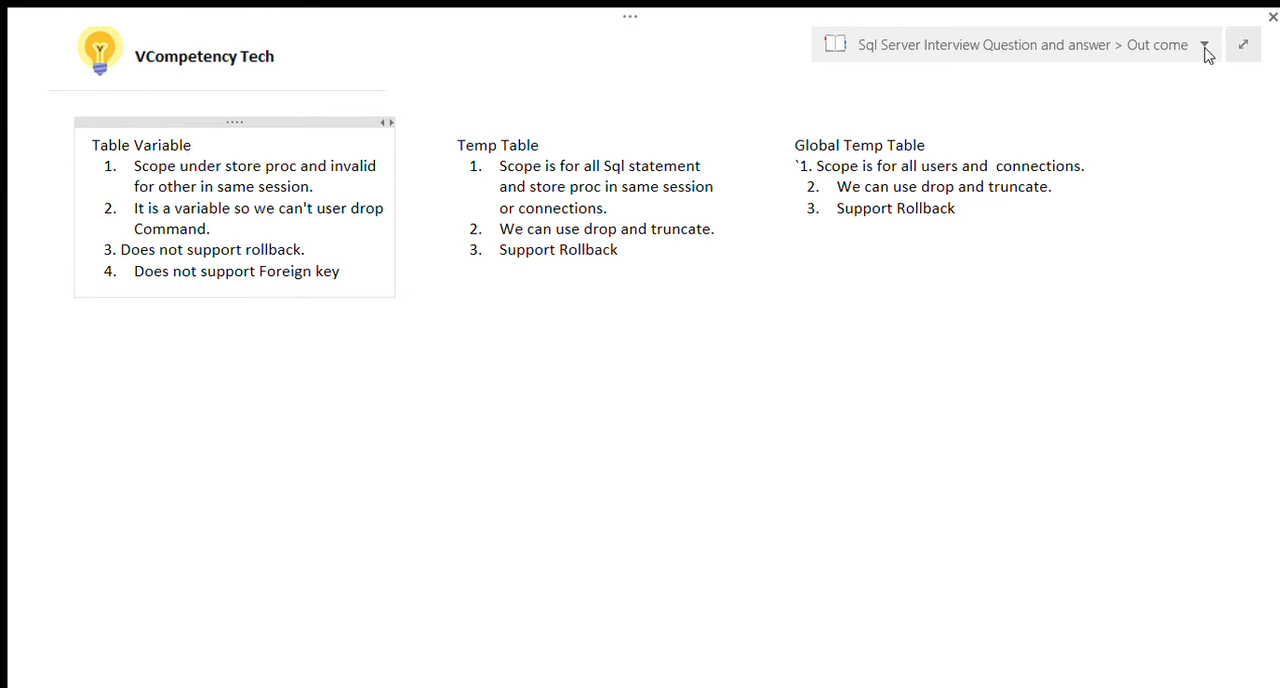 VCompetency Tech
Sql Server Interview Question and answer > Out come
Table Variable
1. Scope under store proc and invalid
for other in same session.
2. It is a variable so we can't user drop
Command.
3. Does not support rollback.
4. Does not support Foreign key
Temp Table
1. Scope is for all Sql statement
and store proc in same session
or connections.
2. We can use drop and truncate.
3. Support Rollback
Global Temp Table
`1. Scope is for all users and  connections.
2. We can use drop and truncate.
3. Support Rollback